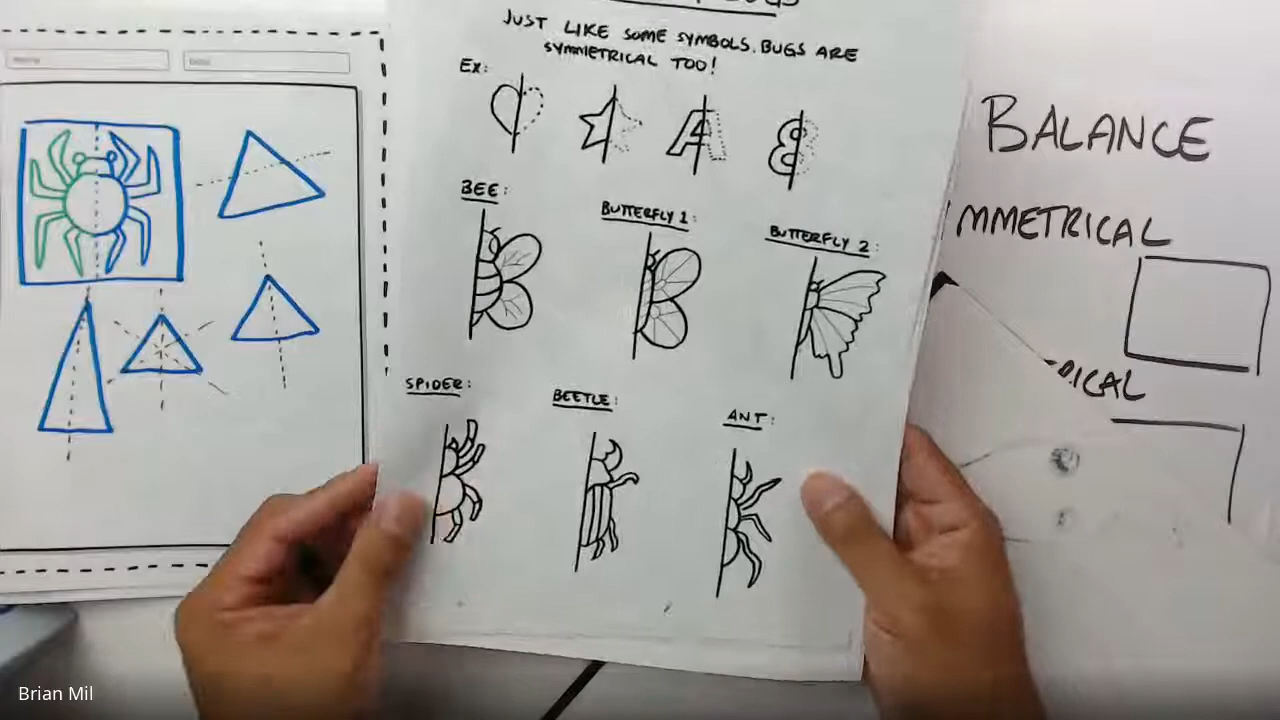 JUST LIKE SOME SYMBOLS. BUGS ARE
SYMMETRICAL TOO!
EX:
BEE:
BUTTERFLY 1:
BUTTERFLY 2:
SPIDER:
BEETLE:
ANT:
BALANCE
MMETRICAL
ICAL
Brian Mil